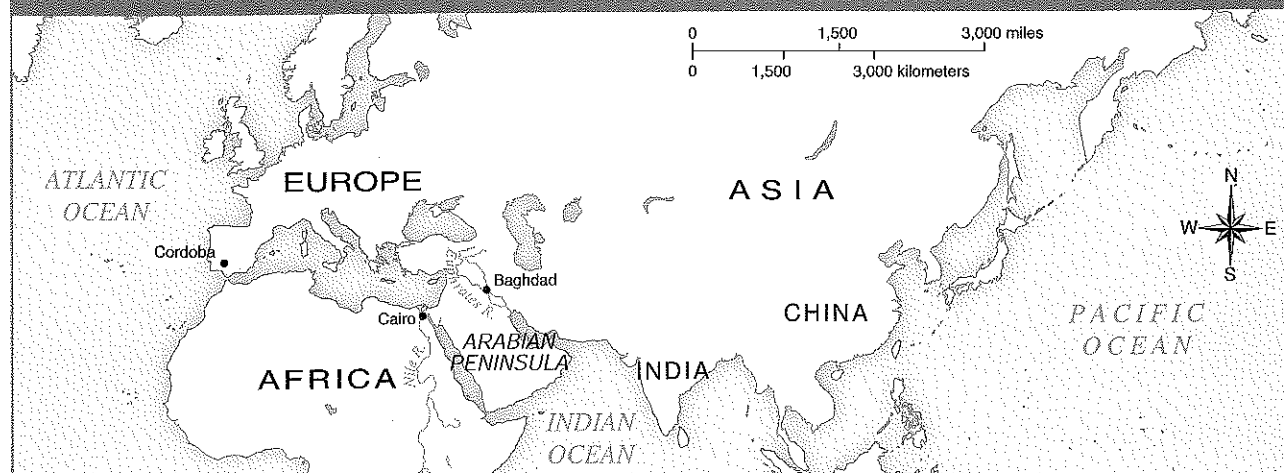 0 1,500 3,000 miles
0 1,500 3,000 kilometers
ATLANTIC
OCEAN
EUROPE
ASIA
N
W E
S
Cordoba
Baghdad
Cairo
CHINA
PACIFIC
OCEAN
ARABIAN
PENINSULA
INDIA
AFRICA
INDIAN
OCEAN